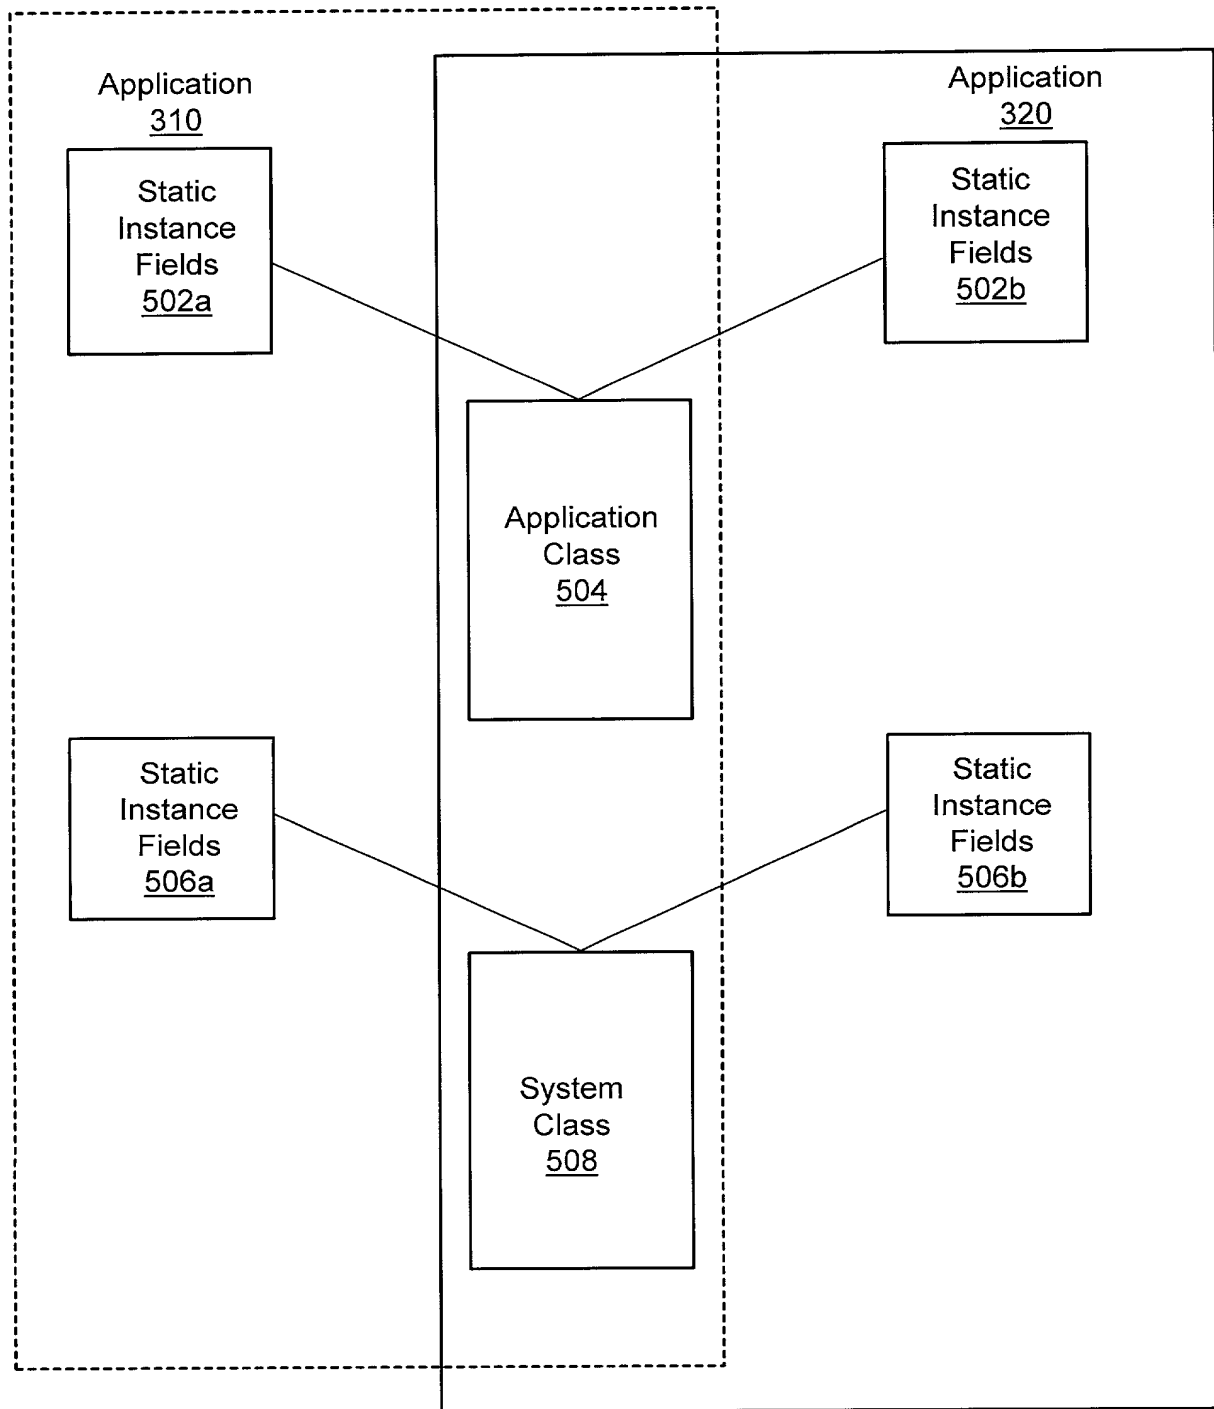 Application
310
Static
Instance
Fields
502a
Application
320
Static
Instance
Fields
502b
Application
Class
504
Static
Instance
Fields
506a
Static
Instance
Fields
506b
System
Class
508